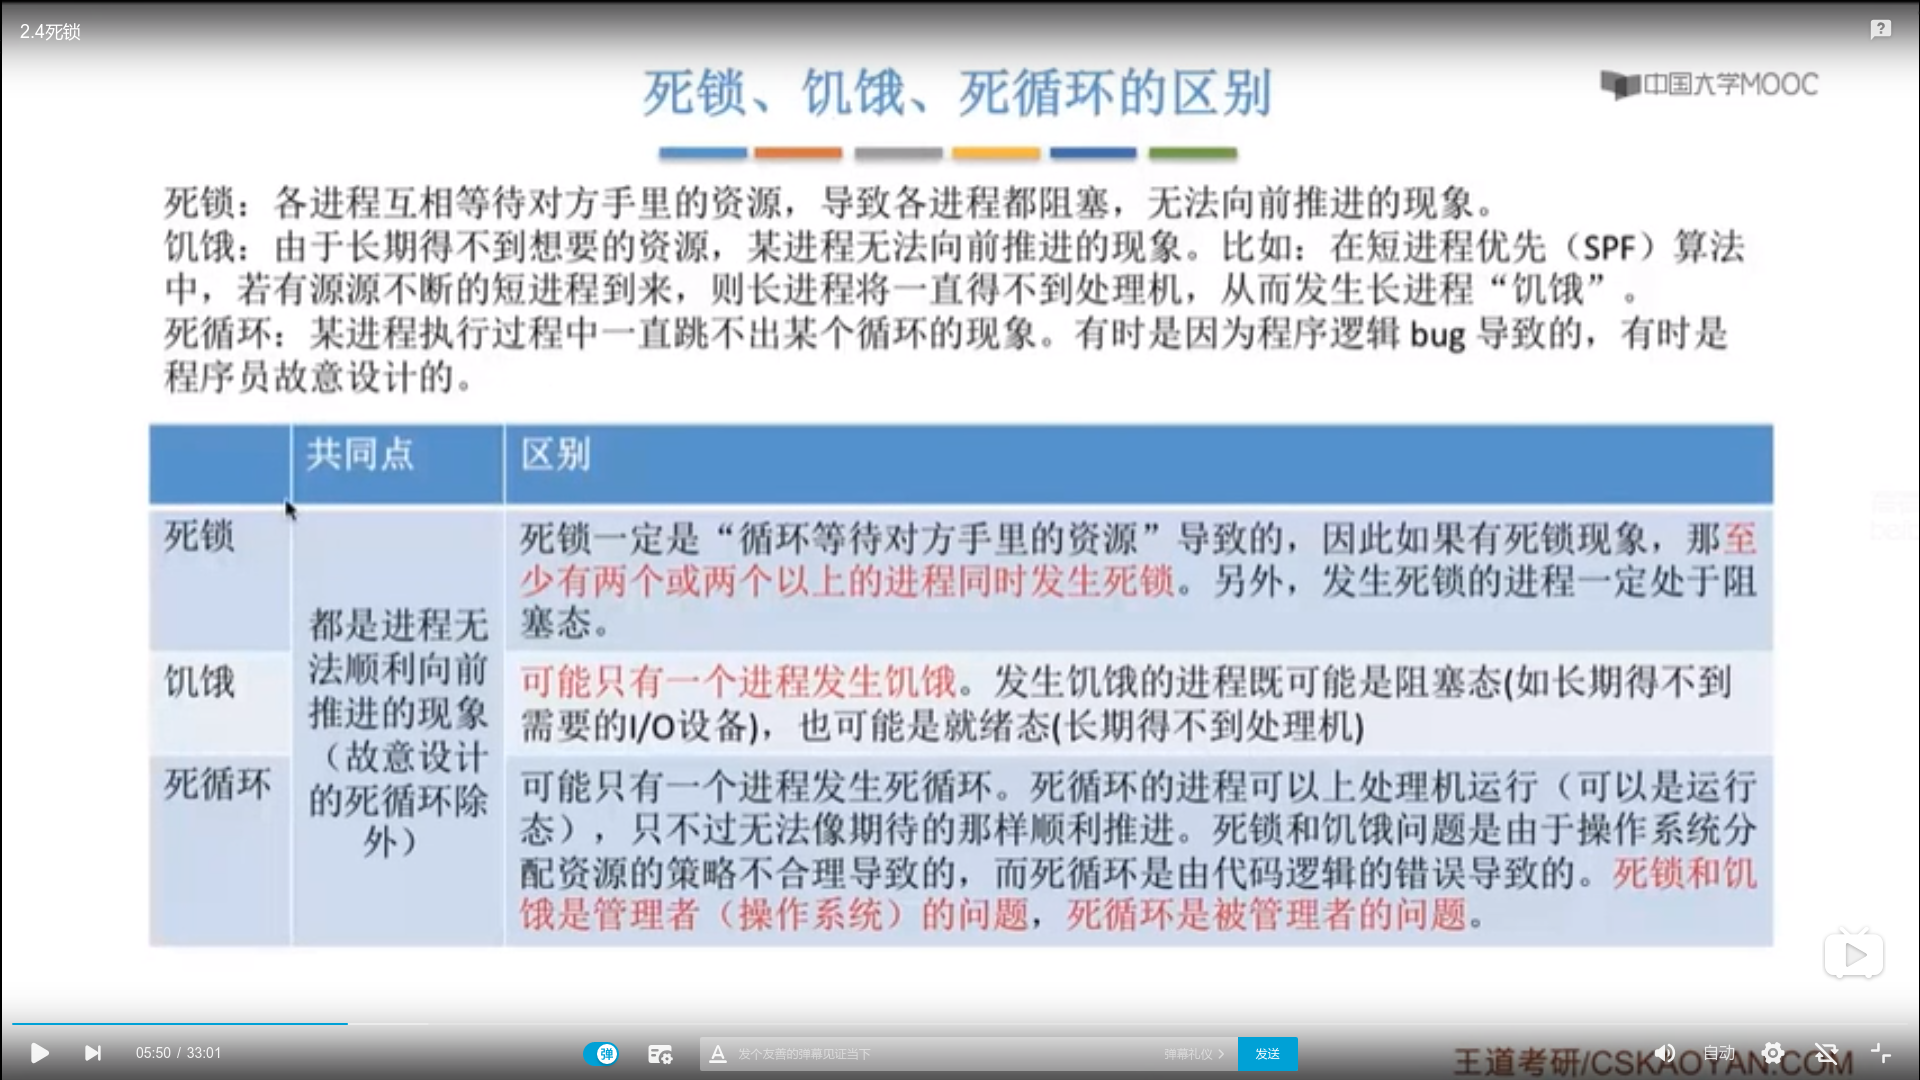 2.4死锁
死锁、饥饿、死循环的区别
中国大学MOOC
死锁：各进程互相等待对方手里的资源，导致各进程都阻塞，无法向前推进的现象。
饥饿：由于长期得不到想要的资源，某进程无法向前推进的现象。比如：在短进程优先（SPF）算法
中，若有源源不断的短进程到来，则长进程将一直得不到处理机，从而发生长进程“饥饿”。
死循环：某进程执行过程中一直跳不出某个循环的现象。有时是因为程序逻辑 bug 导致的，有时是
程序员故意设计的。
共同点
区别
死锁
死锁一定是“循环等待对方手里的资源”导致的，因此如果有死锁现象，那至
少有两个或两个以上的进程同时发生死锁。另外，发生死锁的进程一定处于阻
塞态。
都是进程无
法顺利向前
推进的现象
（故意设计
的死循环除
外）
饥饿
可能只有一个进程发生饥饿。发生饥饿的进程既可能是阻塞态(如长期得不到
需要的I/O设备)，也可能是就绪态(长期得不到处理机)
死循环
可能只有一个进程发生死循环。死循环的进程可以上处理机运行（可以是运行
态），只不过无法像期待的那样顺利推进。死锁和饥饿问题是由于操作系统分
配资源的策略不合理导致的，而死循环是由代码逻辑的错误导致的。死锁和饥
饿是管理者（操作系统）的问题，死循环是被管理者的问题。
05:50 / 33:01
弹
发个友善的弹幕见证当下
弹幕礼仪
发送
自动
王道考研/CSKAOYAN.COM